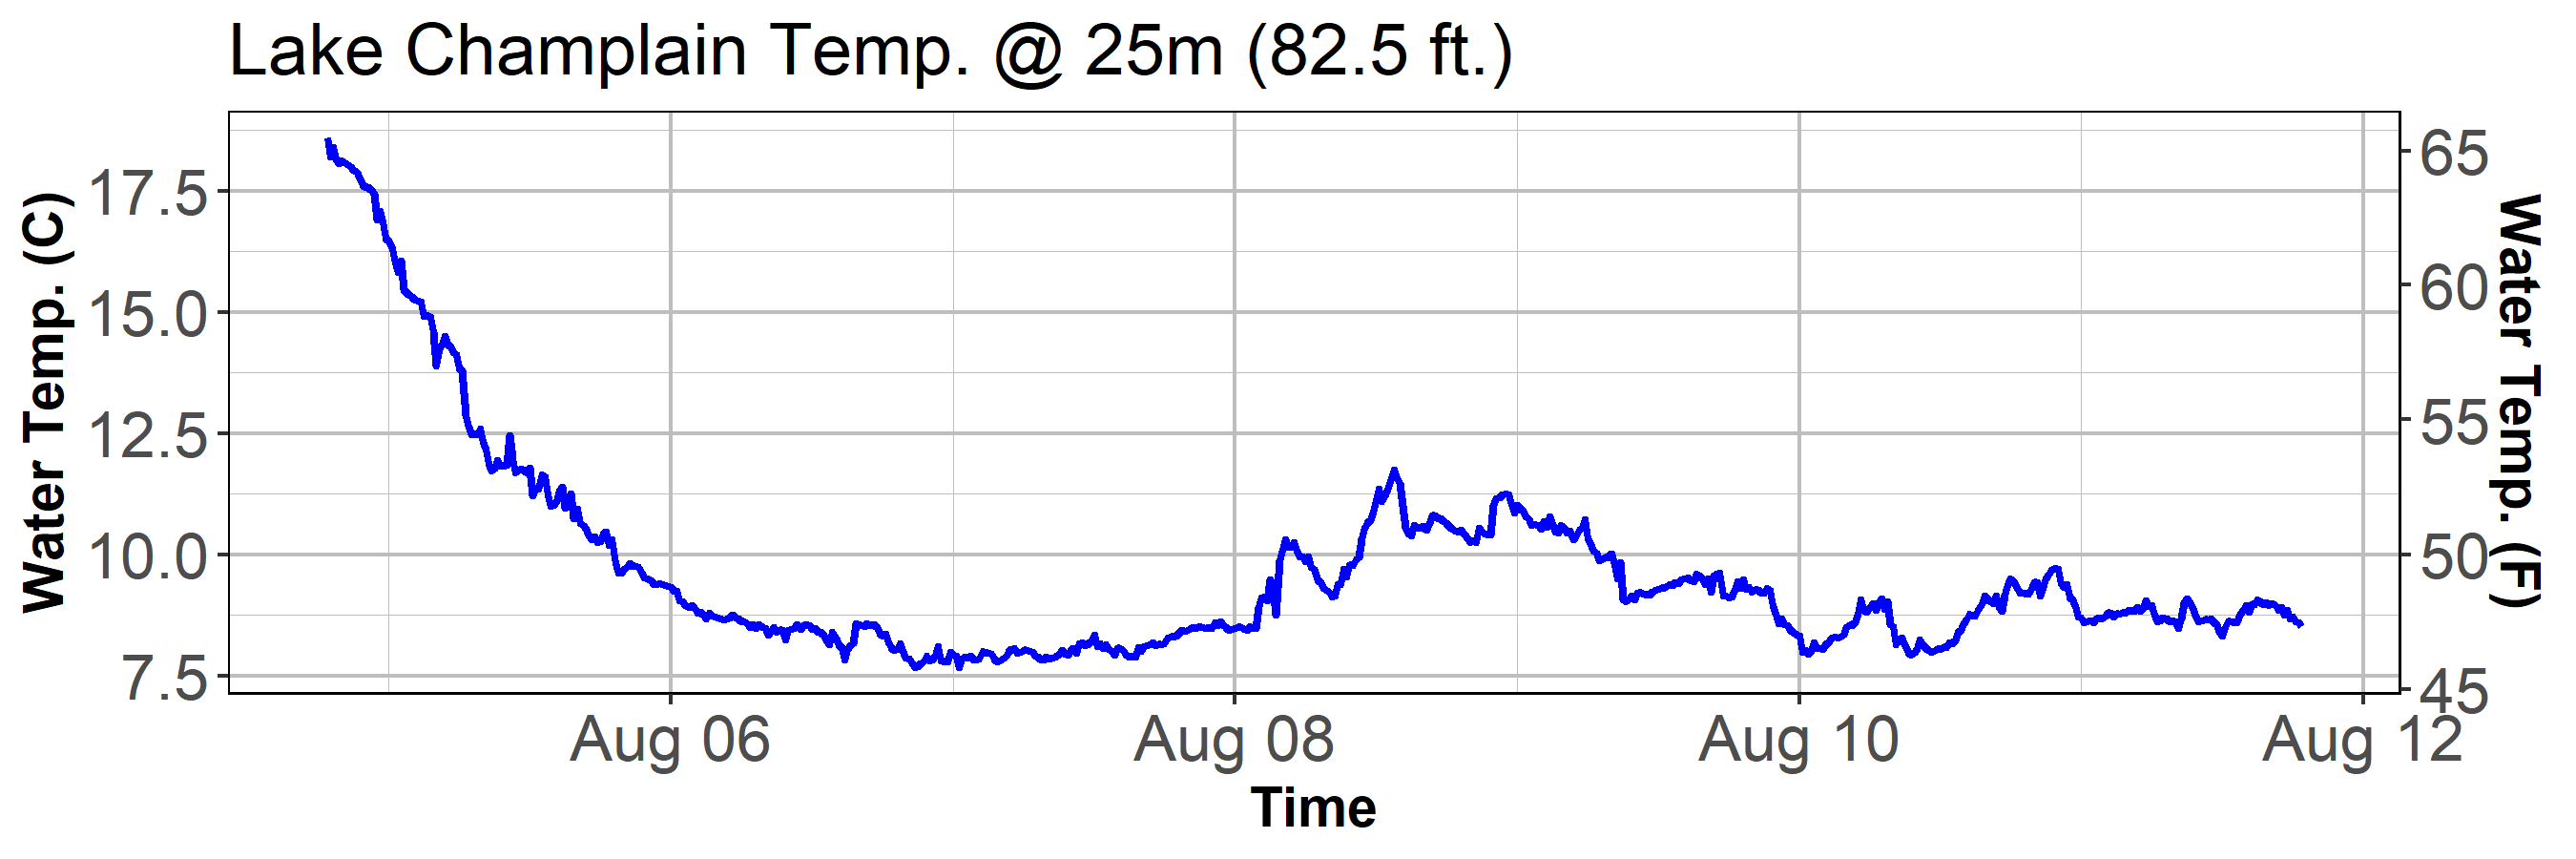 Lake Champlain Temp. @ 25m (82.5 ft.)
Water Temp. (C)
17.5
15.0
12.5
10.0
7.5
65
60
55
50
45
Water Temp. (F)
Aug 06 Aug 08 Aug 10 Aug 12
Time